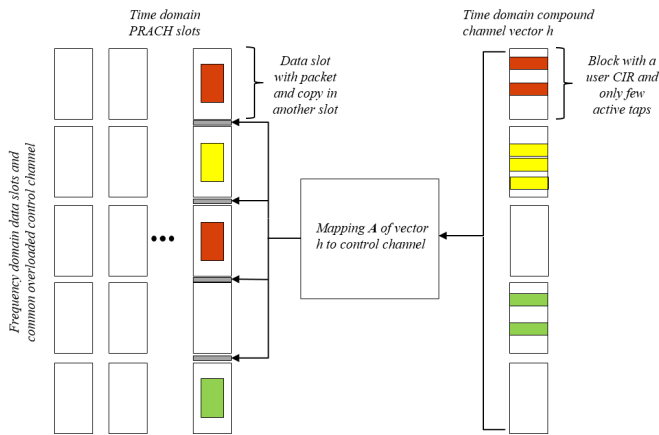 Time domain
PRACH slots
Time domain compound
channel vector h
Data slot
with packet
and copy in
another slot
Block with a
user CIR and
only few
active taps
Frequency domain data slots and
common overloaded control channel
Mapping A of vector
h to control channel